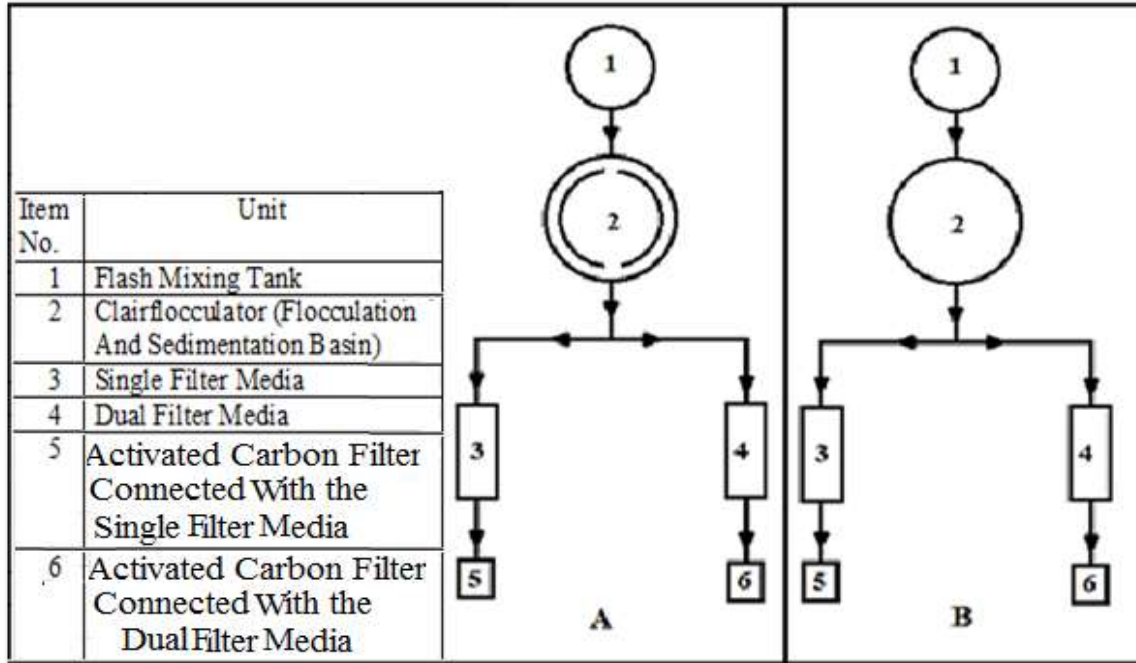 Item No. Unit
1 Flash Mixing Tank
2 Clairflocculator (Flocculation
And Sedimentation Basin)
3 Single Filter Media
4 Dual Filter Media
5 Activated Carbon Filter
Connected With the
Single Filter Media
6 Activated Carbon Filter
Connected With the
Dual Filter Media
1
2
3
4
5
6
A
1
2
3
4
5
6
B